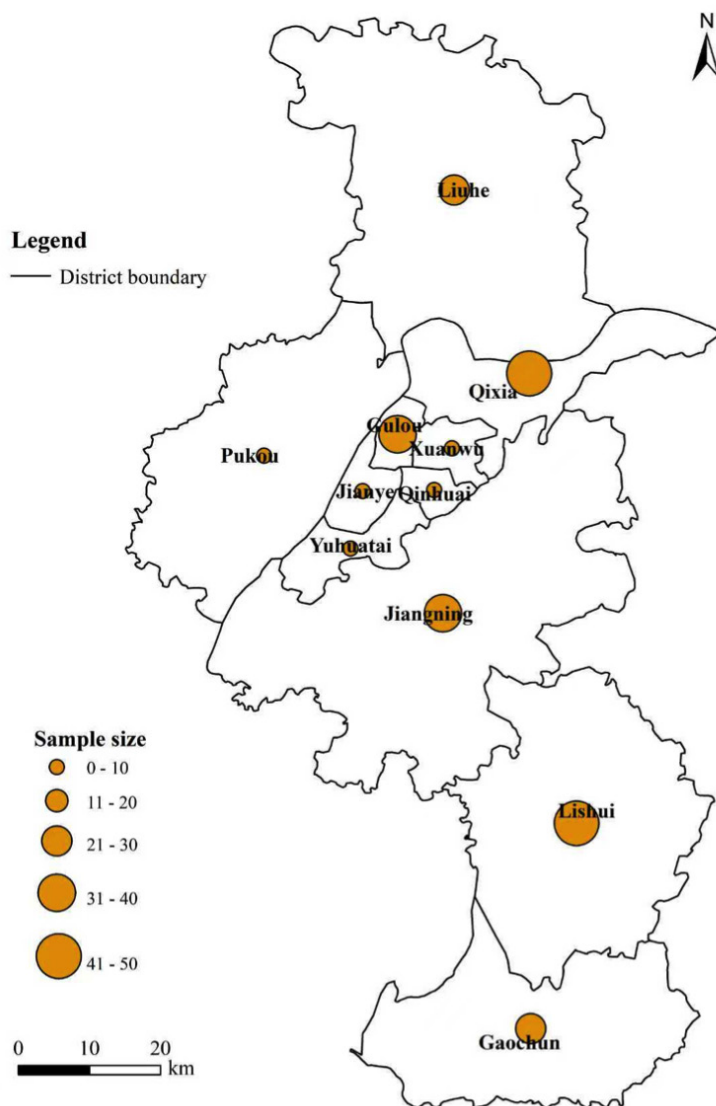 N
Liuhe
Legend
District boundary
Qixia
Gulou
Xuanwu
Pukou
Jianye
Qinhuai
Yuhuatai
Jiangning
Sample size
0 - 10
11 - 20
21 - 30
31 - 40
41 - 50
Lishui
Gaochun
0 10 20
km